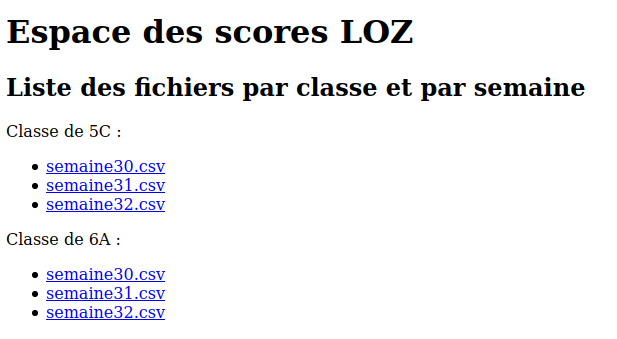 Espace des scores LOZ
Liste des fichiers par classe et par semaine
Classe de 5C :
semaine30.csv
semaine31.csv
semaine32.csv
Classe de 6A :
semaine30.csv
semaine31.csv
semaine32.csv